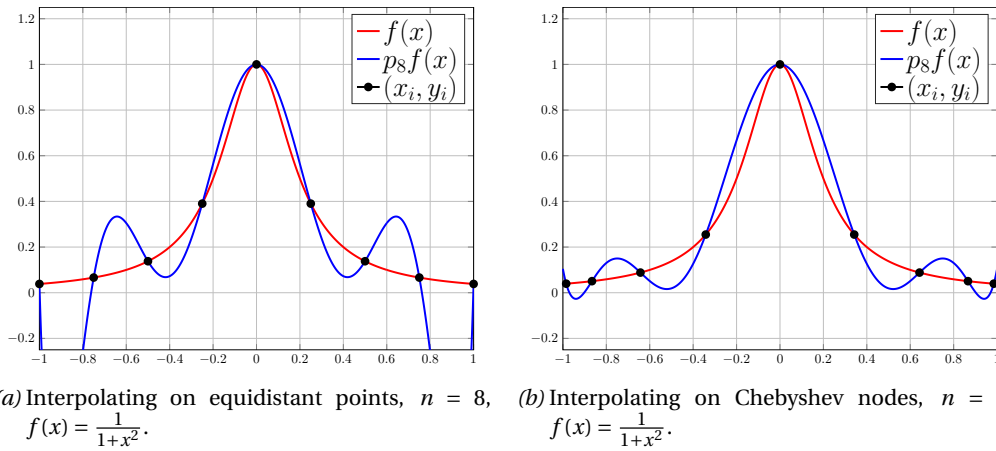 1.2
1
0.8
0.6
0.4
0.2
0
−0.2
−1 −0.8 −0.6 −0.4 −0.2 0 0.2 0.4 0.6 0.8 1
f(x)
p₈f(x)
(xᵢ, yᵢ)
1.2
1
0.8
0.6
0.4
0.2
0
−0.2
−1 −0.8 −0.6 −0.4 −0.2 0 0.2 0.4 0.6 0.8
f(x)
p₈f(x)
(xᵢ, yᵢ)
a) Interpolating on equidistant points, n = 8,
f(x) = 1/(1+x²).
(b) Interpolating on Chebyshev nodes, n =
f(x) = 1/(1+x²).